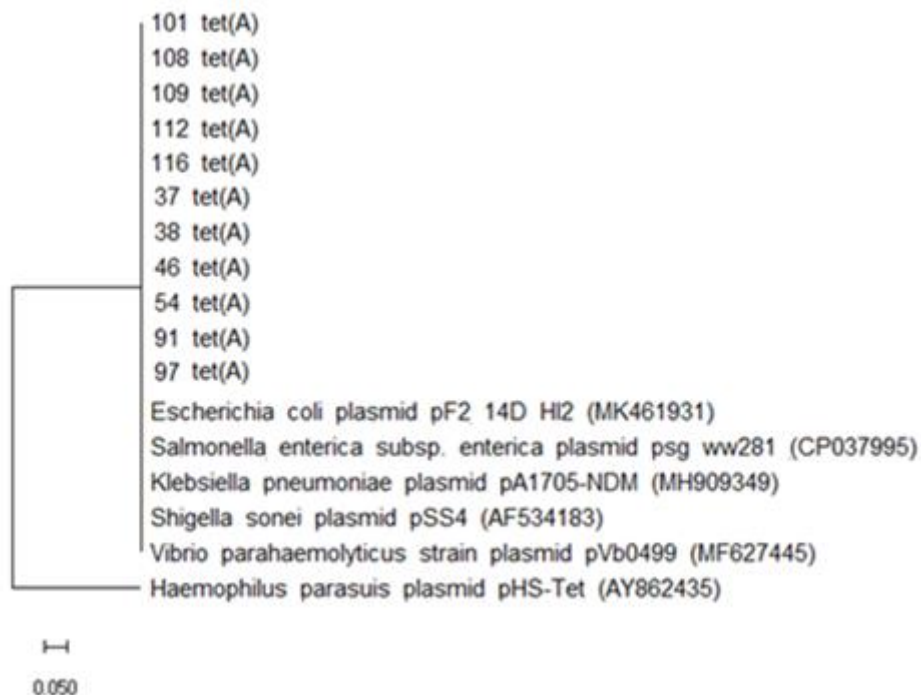 101 tet(A)
108 tet(A)
109 tet(A)
112 tet(A)
116 tet(A)
37 tet(A)
38 tet(A)
46 tet(A)
54 tet(A)
91 tet(A)
97 tet(A)
Escherichia coli plasmid pF2 14D HI2 (MK461931)
Salmonella enterica subsp. enterica plasmid psg ww281 (CP037995)
Klebsiella pneumoniae plasmid pA1705-NDM (MH909349)
Shigella sonei plasmid pSS4 (AF534183)
Vibrio parahaemolyticus strain plasmid pVb0499 (MF627445)
Haemophilus parasuis plasmid pHS-Tet (AY862435)
0.050